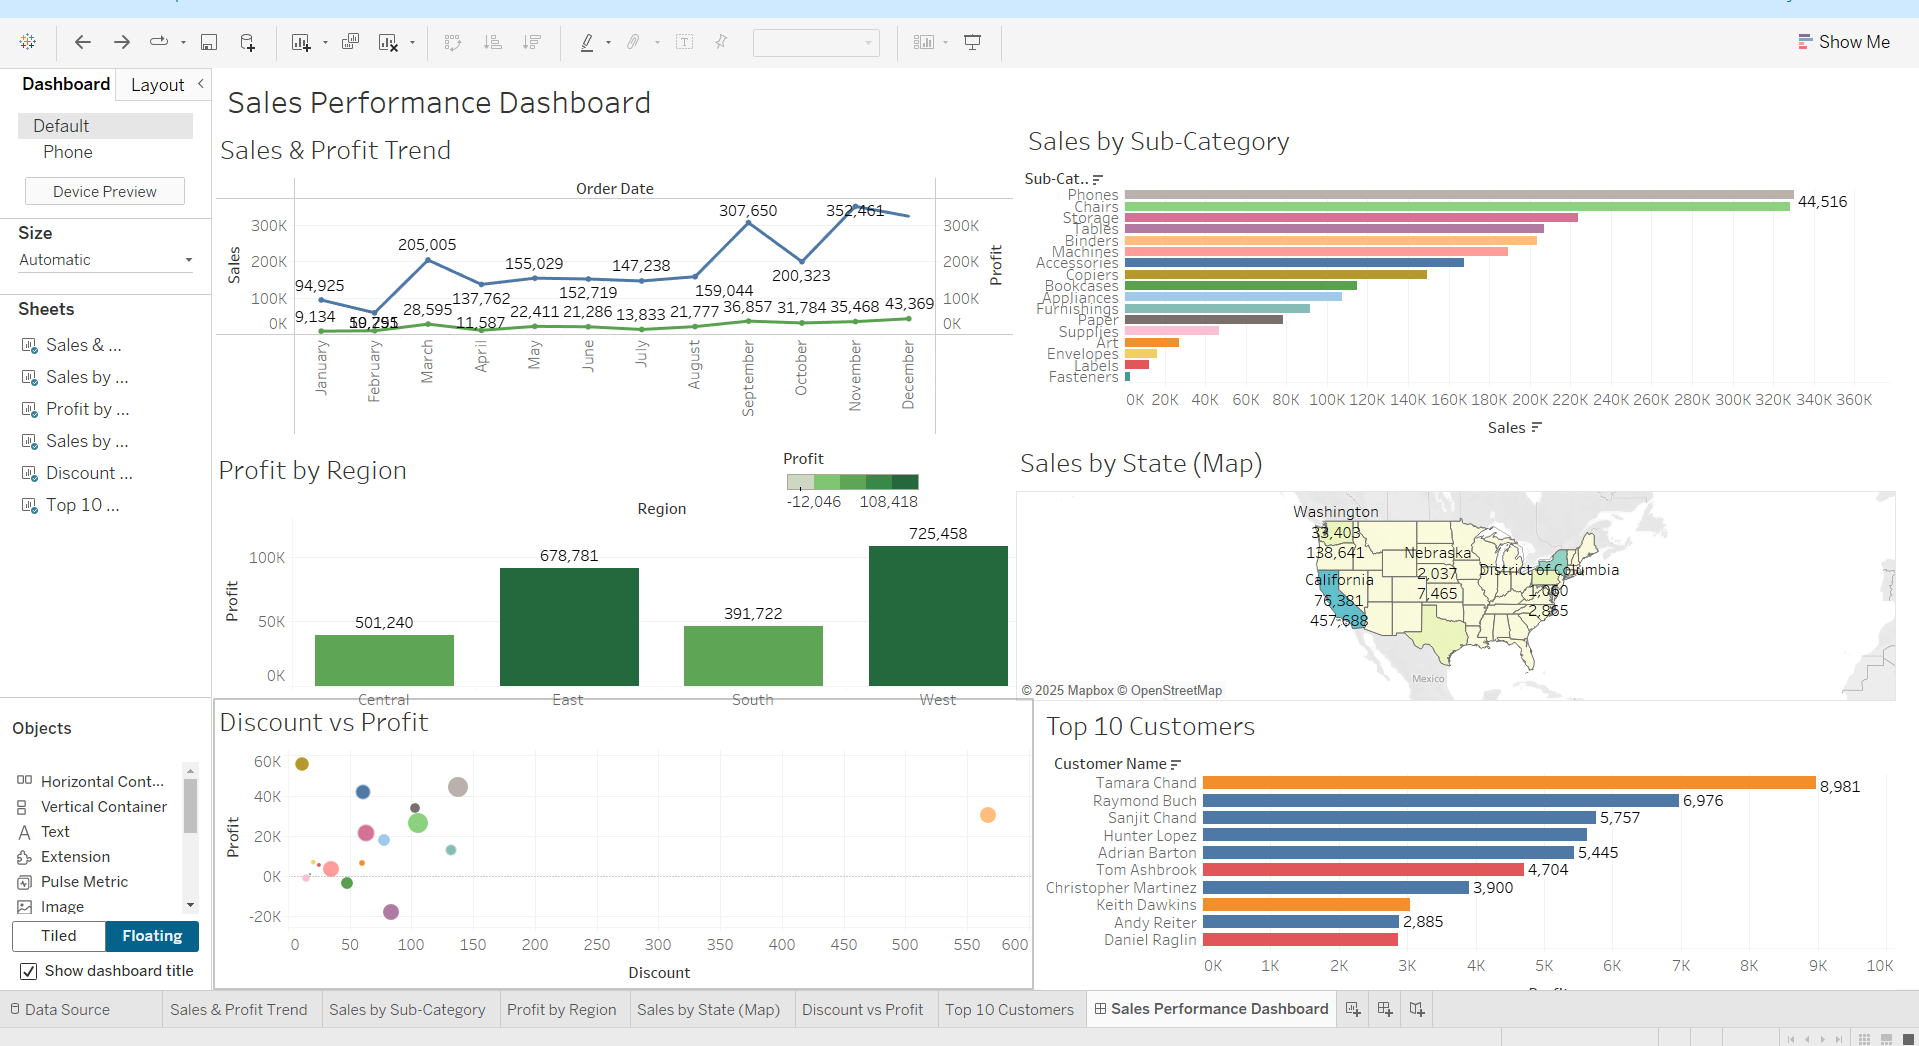 Show Me
Dashboard
Layout
Default
Phone
Device Preview
Size
Automatic
Sheets
Sales & ...
Sales by ...
Profit by ...
Sales by ...
Discount ...
Top 10 ...
Objects
Horizontal Cont...
Vertical Container
Text
Extension
Pulse Metric
Image
Tiled
Floating
Show dashboard title
Sales Performance Dashboard
Sales & Profit Trend
Order Date
Sales
300K
200K
100K
0K
94,925
205,005
137,762
155,029
152,719
147,238
159,044
307,650
200,323
352,461
9,134
28,595
11,587
22,411
21,286
13,833
21,777
36,857
31,784
35,468
43,369
Profit
300K
200K
100K
0K
January
February
March
April
May
June
July
August
September
October
November
December
Sales by Sub-Category
Sub-Cat..
Phones
Chairs
Storage
Tables
Binders
Machines
Accessories
Copiers
Bookcases
Appliances
Furnishings
Paper
Supplies
Art
Envelopes
Labels
Fasteners
44,516
0K 20K 40K 60K 80K 100K 120K 140K 160K 180K 200K 220K 240K 260K 280K 300K 320K 340K 360K
Sales
Profit by Region
Profit
-12,046 108,418
Region
Profit
100K
50K
0K
501,240
678,781
391,722
725,458
Central
East
South
West
Sales by State (Map)
Washington
33,403
138,641
California
76,381
457,688
Nebraska
2,037
7,465
District of Columbia
1,060
2,865
Mexico
© 2025 Mapbox © OpenStreetMap
Discount vs Profit
Profit
60K
40K
20K
0K
-20K
0 50 100 150 200 250 300 350 400 450 500 550 600
Discount
Top 10 Customers
Customer Name
Tamara Chand 8,981
Raymond Buch 6,976
Sanjit Chand 5,757
Hunter Lopez
Adrian Barton 5,445
Tom Ashbrook 4,704
Christopher Martinez 3,900
Keith Dawkins
Andy Reiter 2,885
Daniel Raglin
0K 1K 2K 3K 4K 5K 6K 7K 8K 9K 10K
Data Source
Sales & Profit Trend
Sales by Sub-Category
Profit by Region
Sales by State (Map)
Discount vs Profit
Top 10 Customers
Sales Performance Dashboard